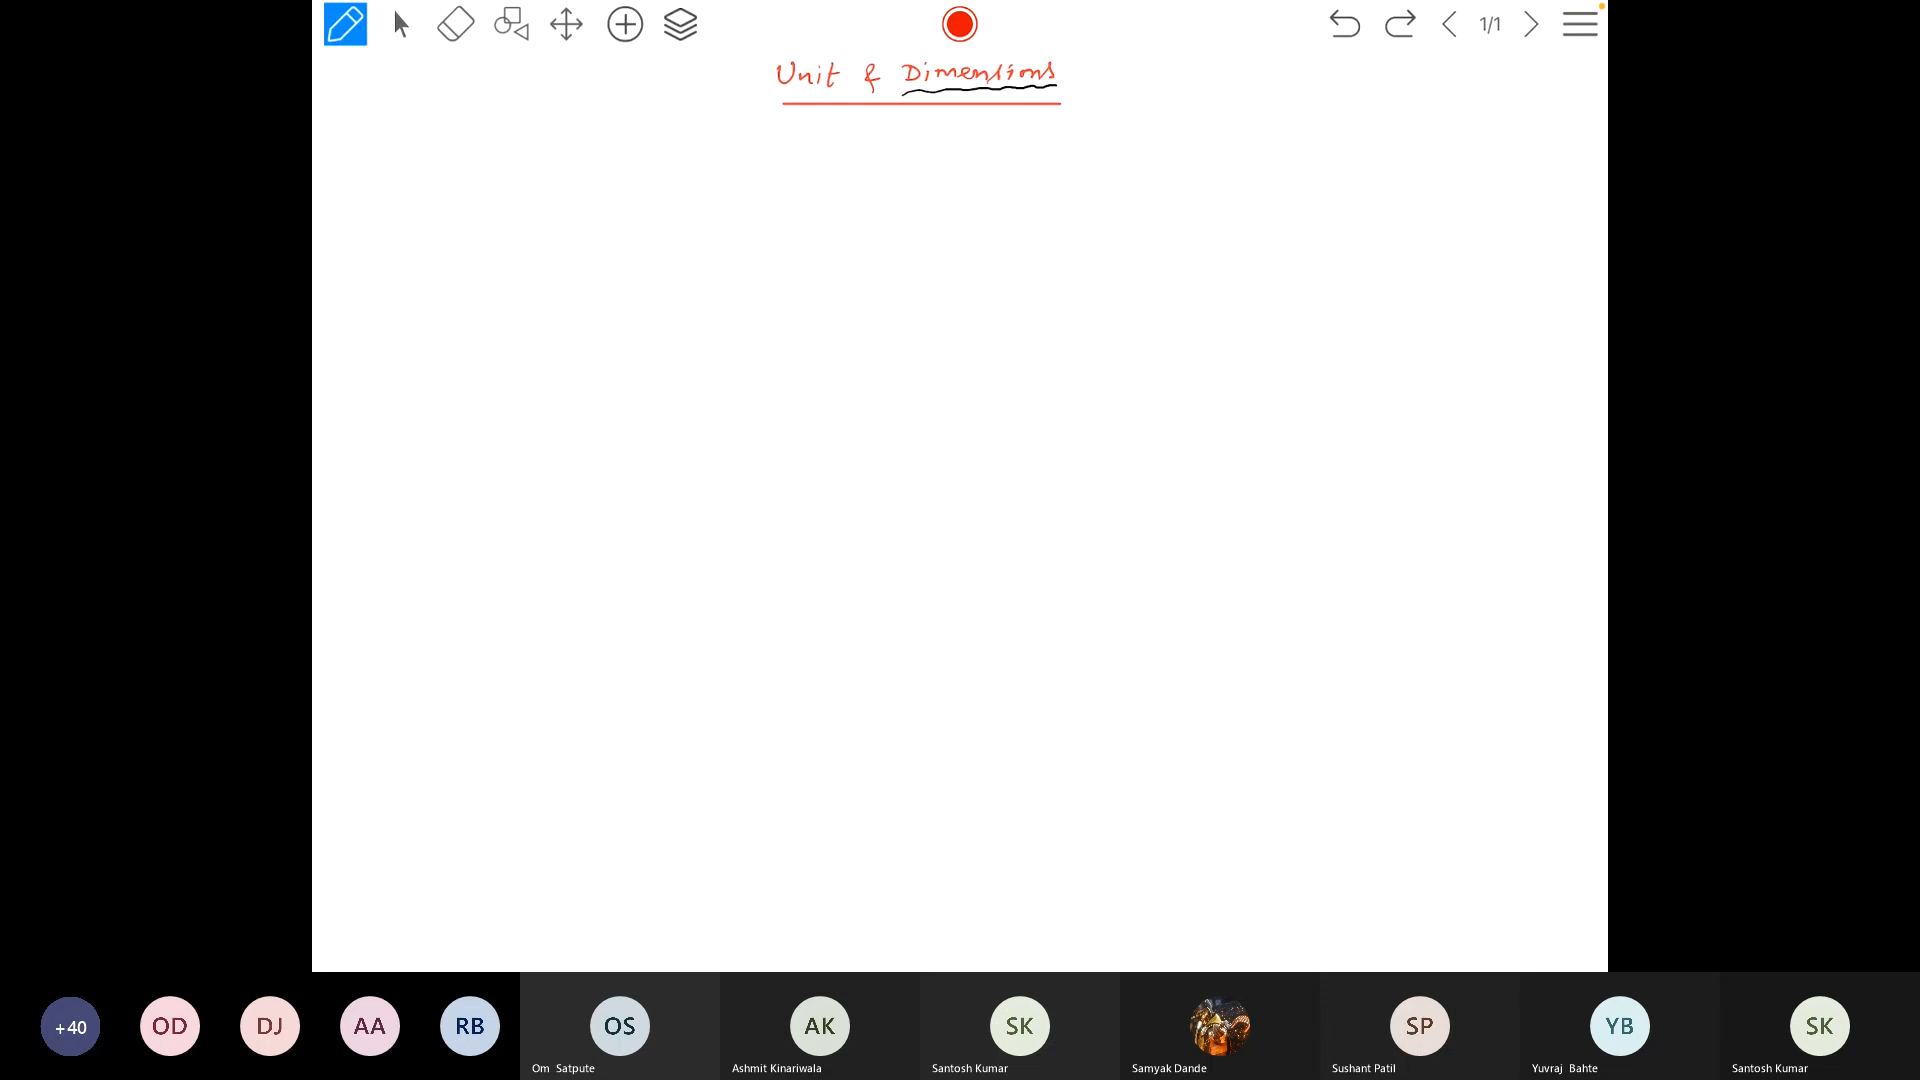 1/1
Unit & Dimensions
+40
OD
DJ
AA
RB
OS
AK
SK
SP
YB
SK
Om Satpute
Ashmit Kinariwala
Santosh Kumar
Samyak Dande
Sushant Patil
Yuvraj Bahte
Santosh Kumar